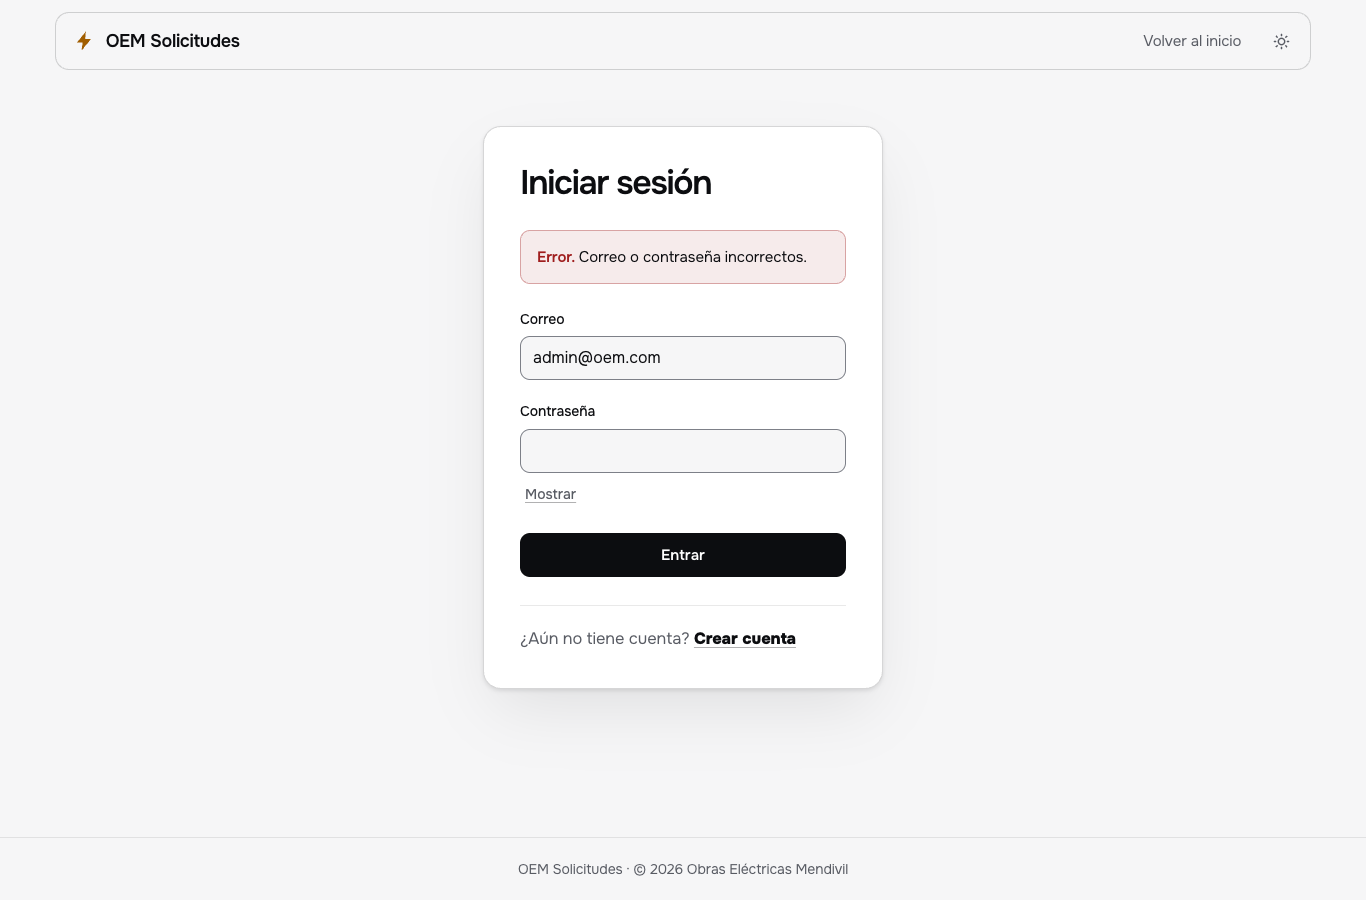 OEM Solicitudes
Volver al inicio
Iniciar sesión
Error. Correo o contraseña incorrectos.
Correo
admin@oem.com
Contraseña
Mostrar
Entrar
¿Aún no tiene cuenta? Crear cuenta
OEM Solicitudes · © 2026 Obras Eléctricas Mendivil